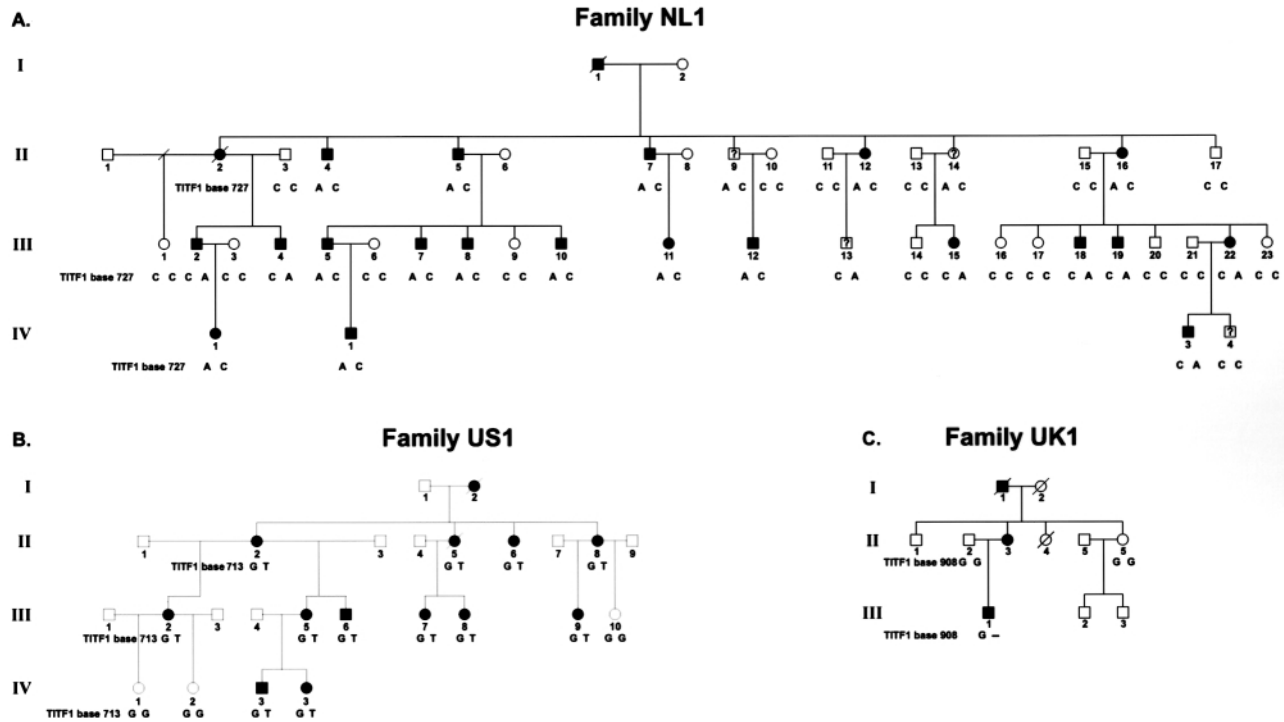 A.
Family NL1
I
1 2
II
? ?
1 2 3 4 5 6 7 8 9 10 11 12 13 14 15 16 17
TITF1 base 727 C C A C A C A C C C C C A C C C A C C C A C C C
III
?
1 2 3 4 5 6 7 8 9 10 11 12 13 14 15 16 17 18 19 20 21 22 23
TITF1 base 727 C C C A C C C A A C C C A C A C C C A C A C A C C A C C C A C C C C C A C A C C C C C A C C
IV
?
1 1 3 4
TITF1 base 727 A C A C C A C C
B.
Family US1
I
1 2
II
1 2 3 4 5 6 7 8 9
TITF1 base 713 G T G T G T G T
III
1 2 3 4 5 6 7 8 9 10
TITF1 base 713 G T G T G T G T G T G T G G
IV
1 2 3 3
TITF1 base 713 G G G G G T G T
C.
Family UK1
I
1 2
II
1 2 3 4 5 5
TITF1 base 908 G G G G
III
1 2 3
TITF1 base 908 G –